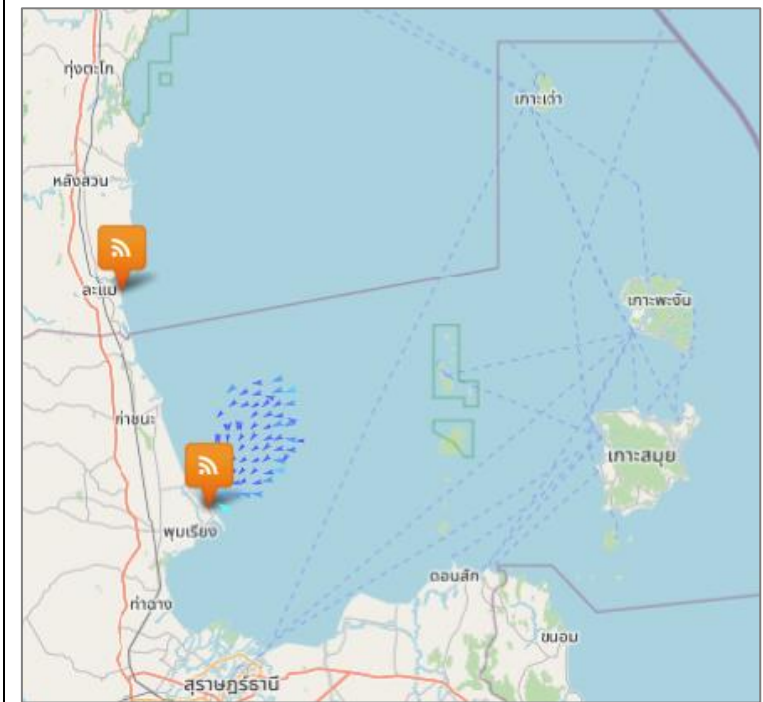 ทุ่งตะโก
เกาะเต่า
หลังสวน
ละแม
เกาะพะงัน
ท่าชนะ
เกาะสมุย
พุมเรียง
ดอนสัก
ท่าฉาง
ขนอม
สุราษฎร์ธานี